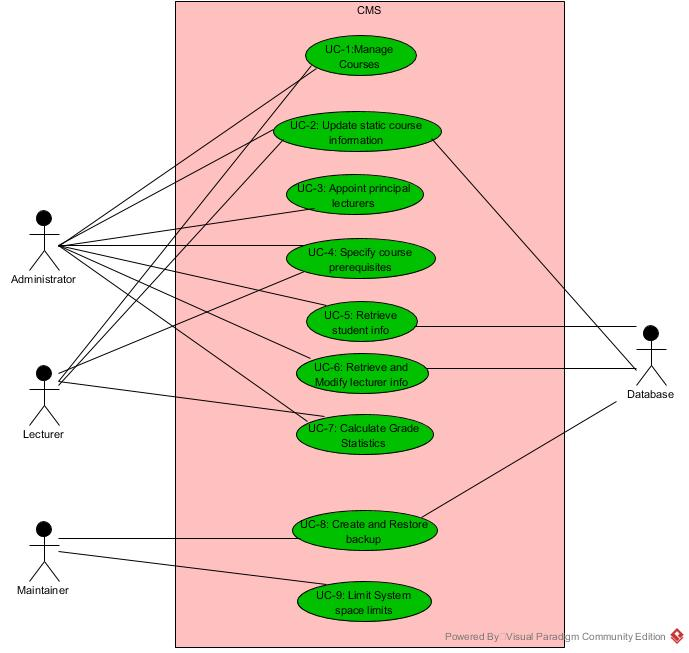 CMS
UC-1:Manage
Courses
UC-2: Update static course
information
UC-3: Appoint principal
lecturers
Administrator
UC-4: Specify course
prerequisites
UC-5: Retrieve
student info
UC-6: Retrieve and
Modify lecturer info
Database
Lecturer
UC-7: Calculate Grade
Statistics
UC-8: Create and Restore
backup
Maintainer
UC-9: Limit System
space limits
Powered By Visual Paradigm Community Edition